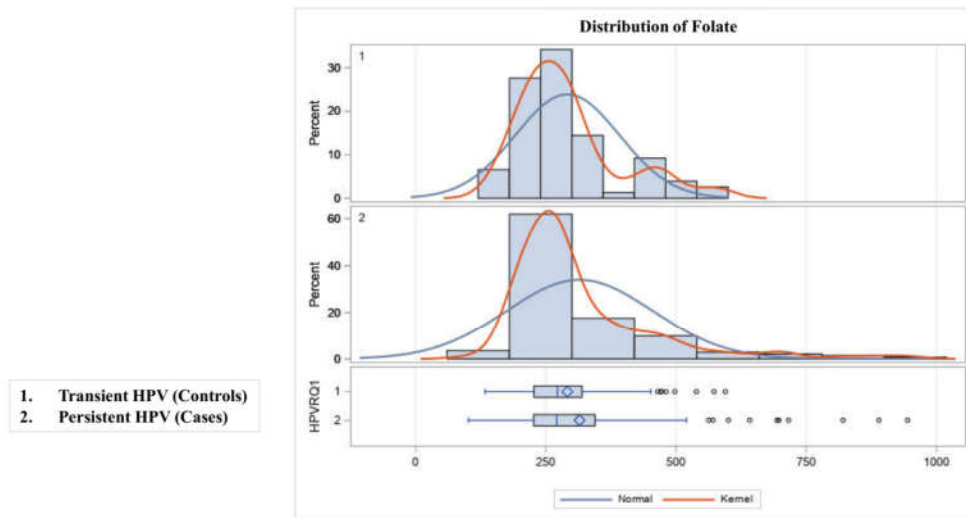 Distribution of Folate
1
30
20
10
0
Percent
2
60
40
20
0
Percent
1
2
HPVRQ1
0 250 500 750 1000
Normal Kernel
1. Transient HPV (Controls)
2. Persistent HPV (Cases)